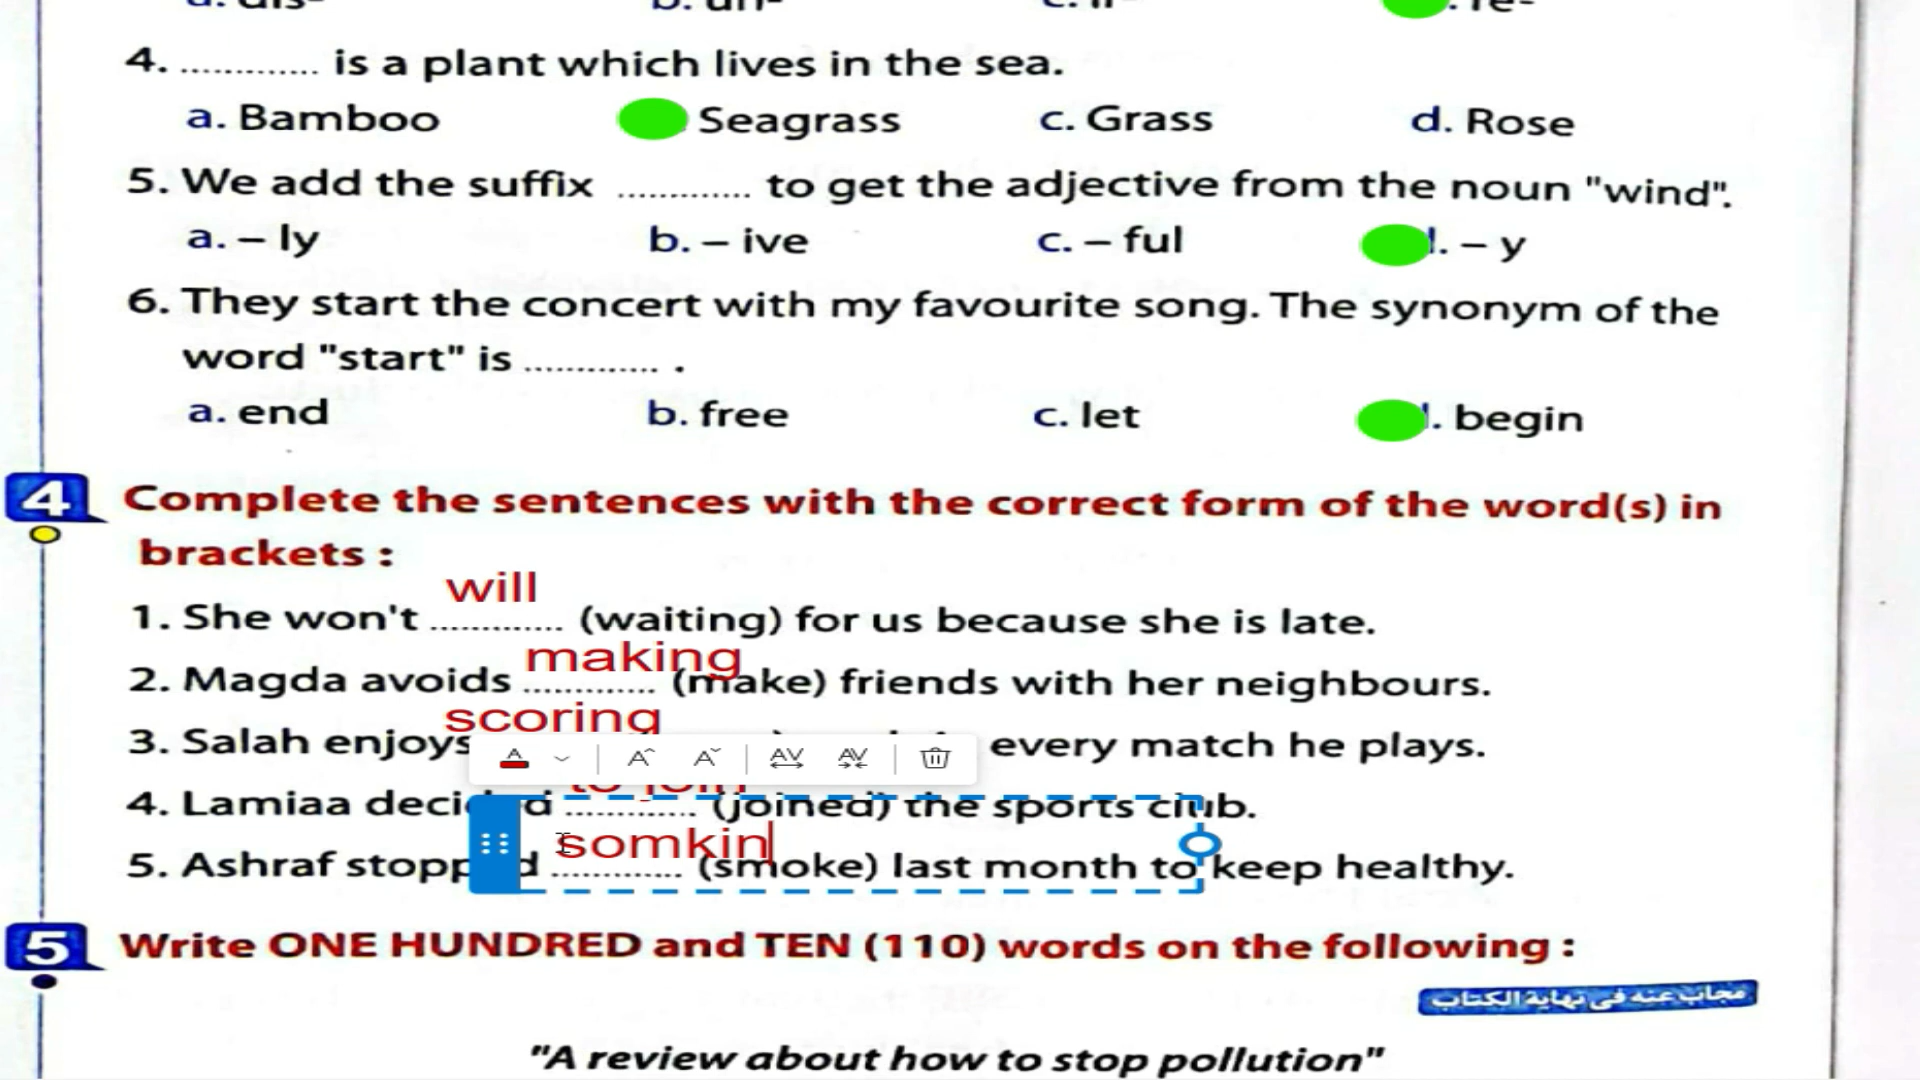 4. ............. is a plant which lives in the sea.
a. Bamboo Seagrass c. Grass d. Rose
5. We add the suffix ............. to get the adjective from the noun "wind".
a. – ly b. – ive c. – ful . – y
6. They start the concert with my favourite song. The synonym of the
word "start" is ............. .
a. end b. free c. let . begin
4 Complete the sentences with the correct form of the word(s) in
brackets :
will
1. She won't ............. (waiting) for us because she is late.
making
2. Magda avoids ............. (make) friends with her neighbours.
scoring
3. Salah enjoys every match he plays.
to join
4. Lamiaa decid d ............. (joined) the sports club.
somkin
5. Ashraf stopp d ............. (smoke) last month to keep healthy.
5 Write ONE HUNDRED and TEN (110) words on the following :
مجاب عنه فى نهاية الكتاب
"A review about how to stop pollution"